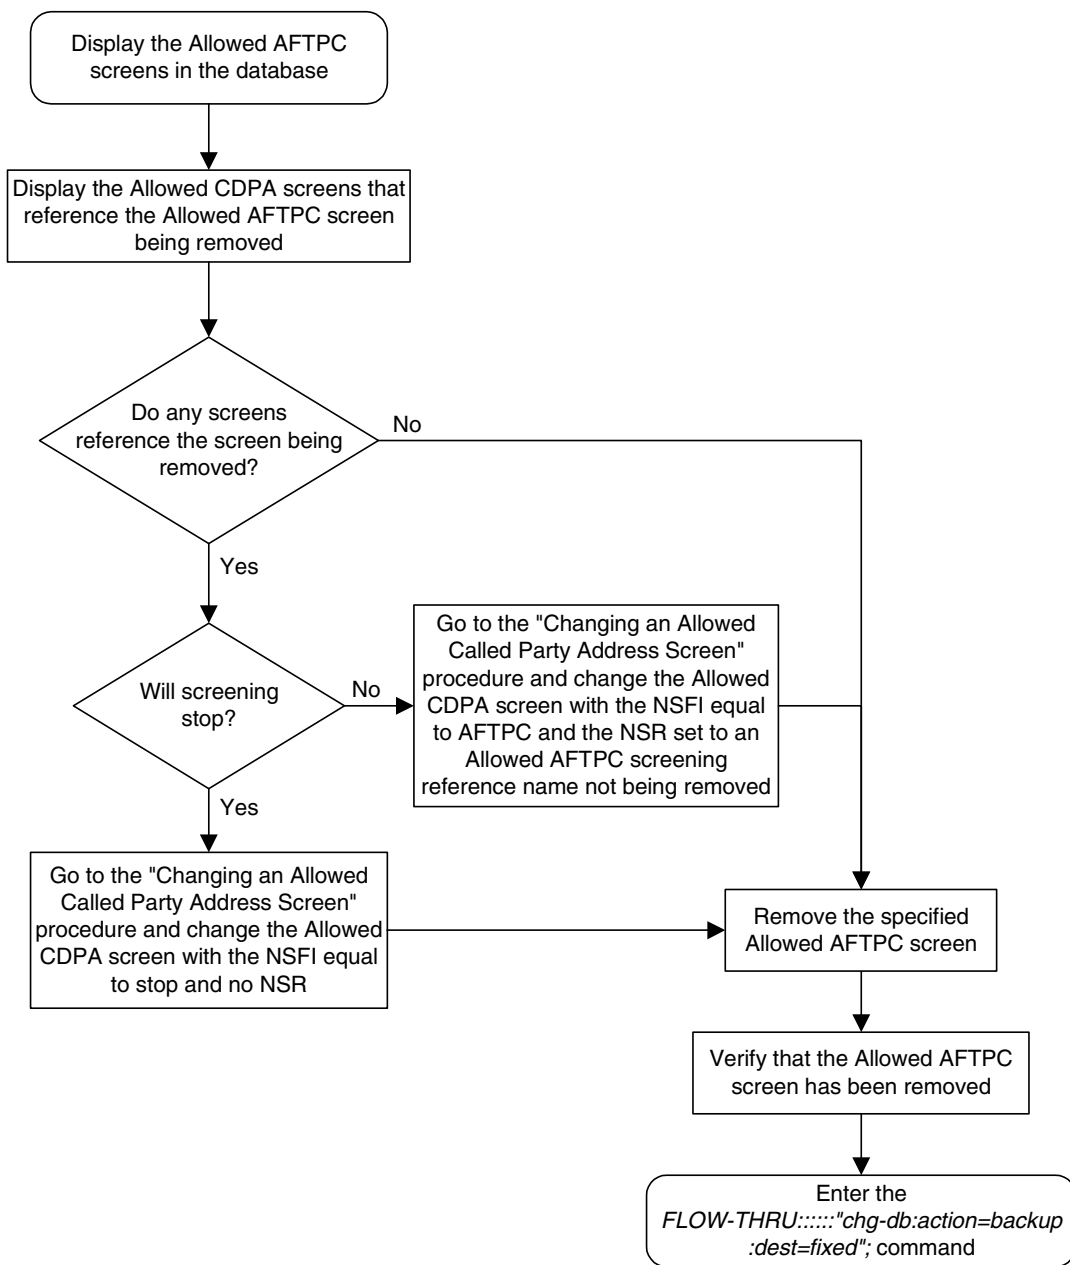 Display the Allowed AFTPC
screens in the database
Display the Allowed CDPA screens that
reference the Allowed AFTPC screen
being removed
Do any screens
reference the screen being
removed?
No
Yes
Will screening
stop?
No
Go to the "Changing an Allowed
Called Party Address Screen"
procedure and change the Allowed
CDPA screen with the NSFI equal
to AFTPC and the NSR set to an
Allowed AFTPC screening
reference name not being removed
Yes
Go to the "Changing an Allowed
Called Party Address Screen"
procedure and change the Allowed
CDPA screen with the NSFI equal
to stop and no NSR
Remove the specified
Allowed AFTPC screen
Verify that the Allowed AFTPC
screen has been removed
Enter the
FLOW-THRU::::::"chg-db:action=backup
:dest=fixed"; command